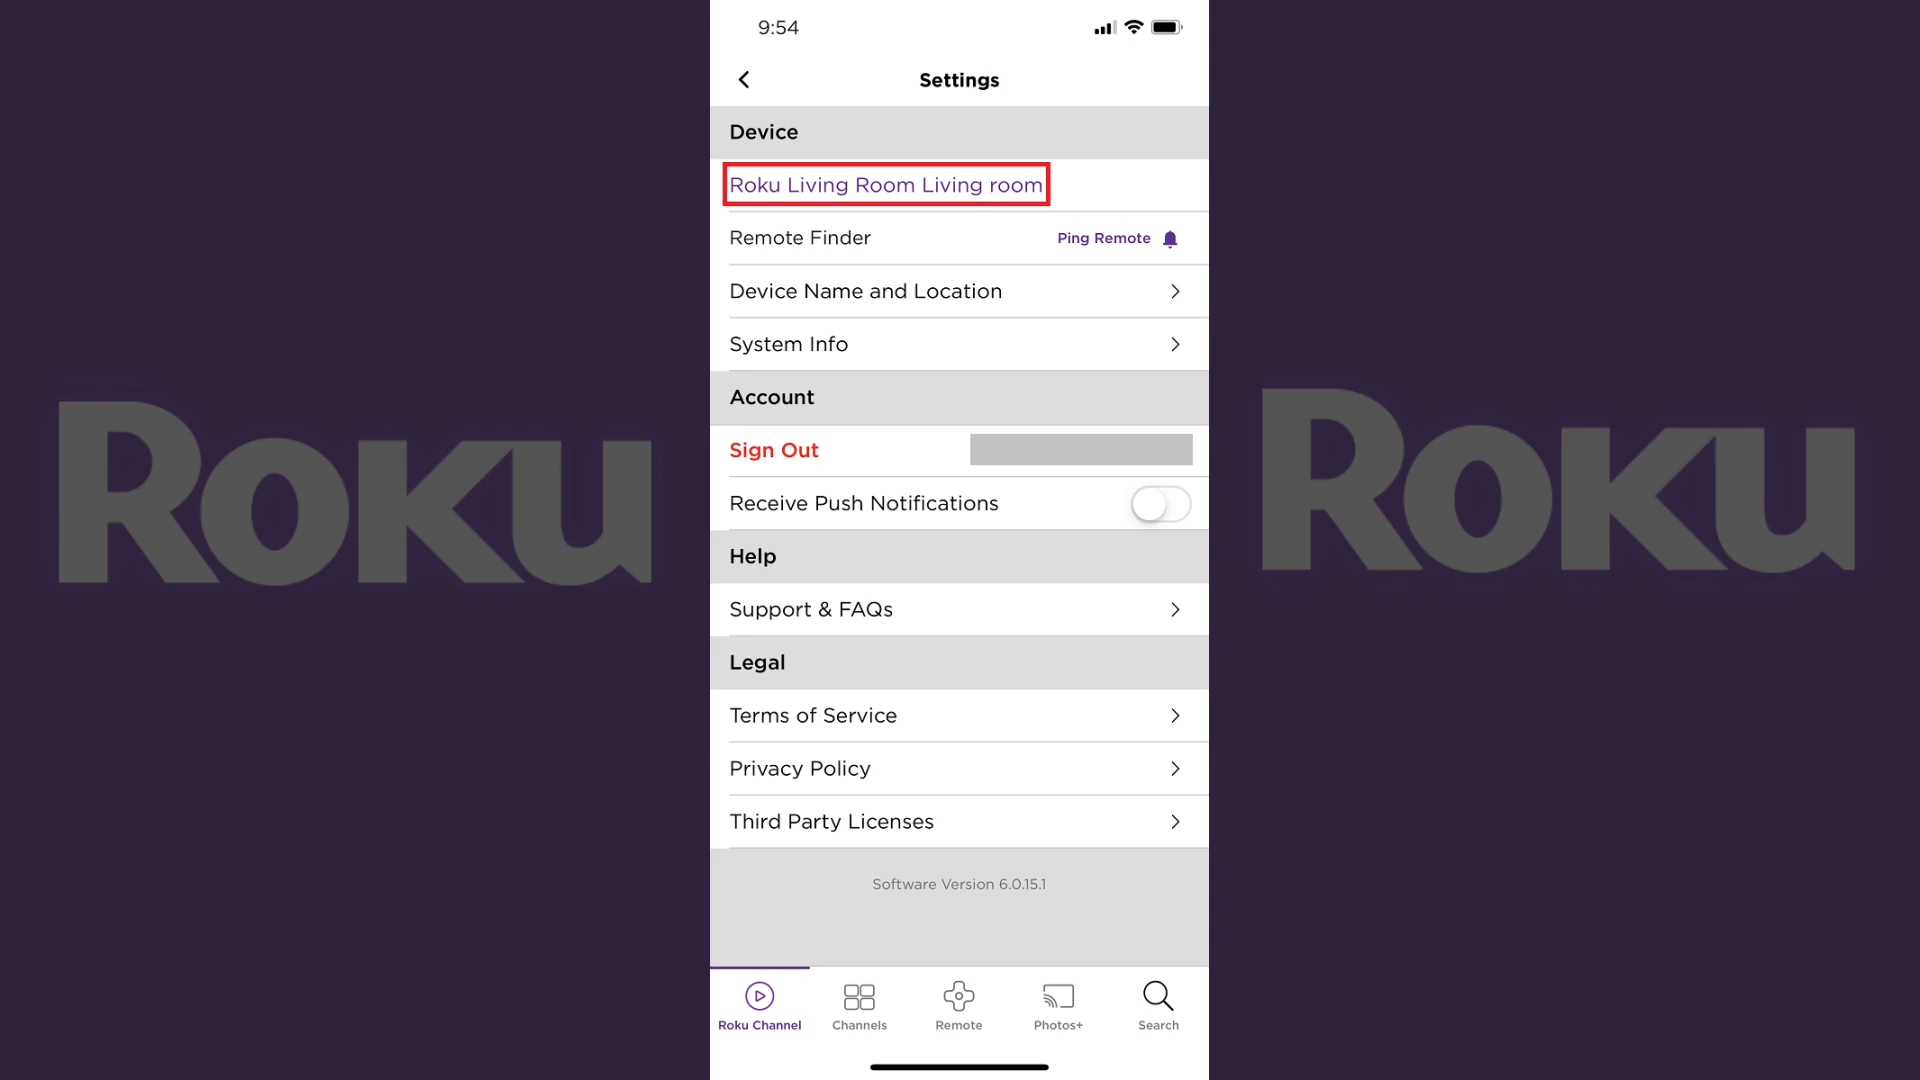 9:54
Settings
Device
Roku Living Room Living room
Remote Finder Ping Remote
Device Name and Location
System Info
Account
Sign Out
Receive Push Notifications
Help
Support & FAQs
Legal
Terms of Service
Privacy Policy
Third Party Licenses
Software Version 6.0.15.1
Roku Channel Channels Remote Photos+ Search
Roku
Roku